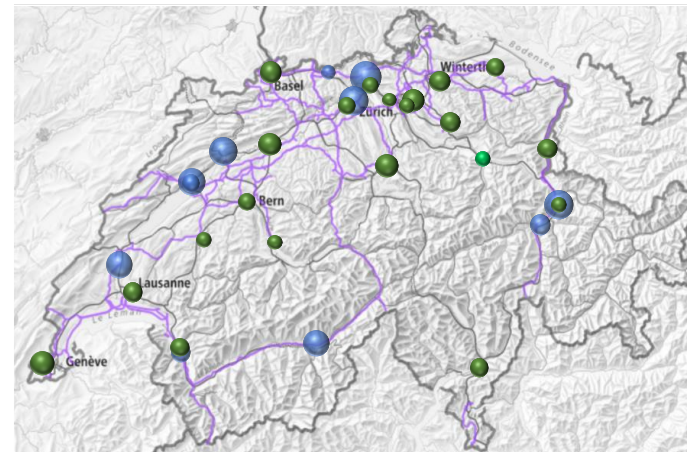 Bodensee
Winterth
Basel
Zürich
Bern
Lausanne
Le Léman
Genève